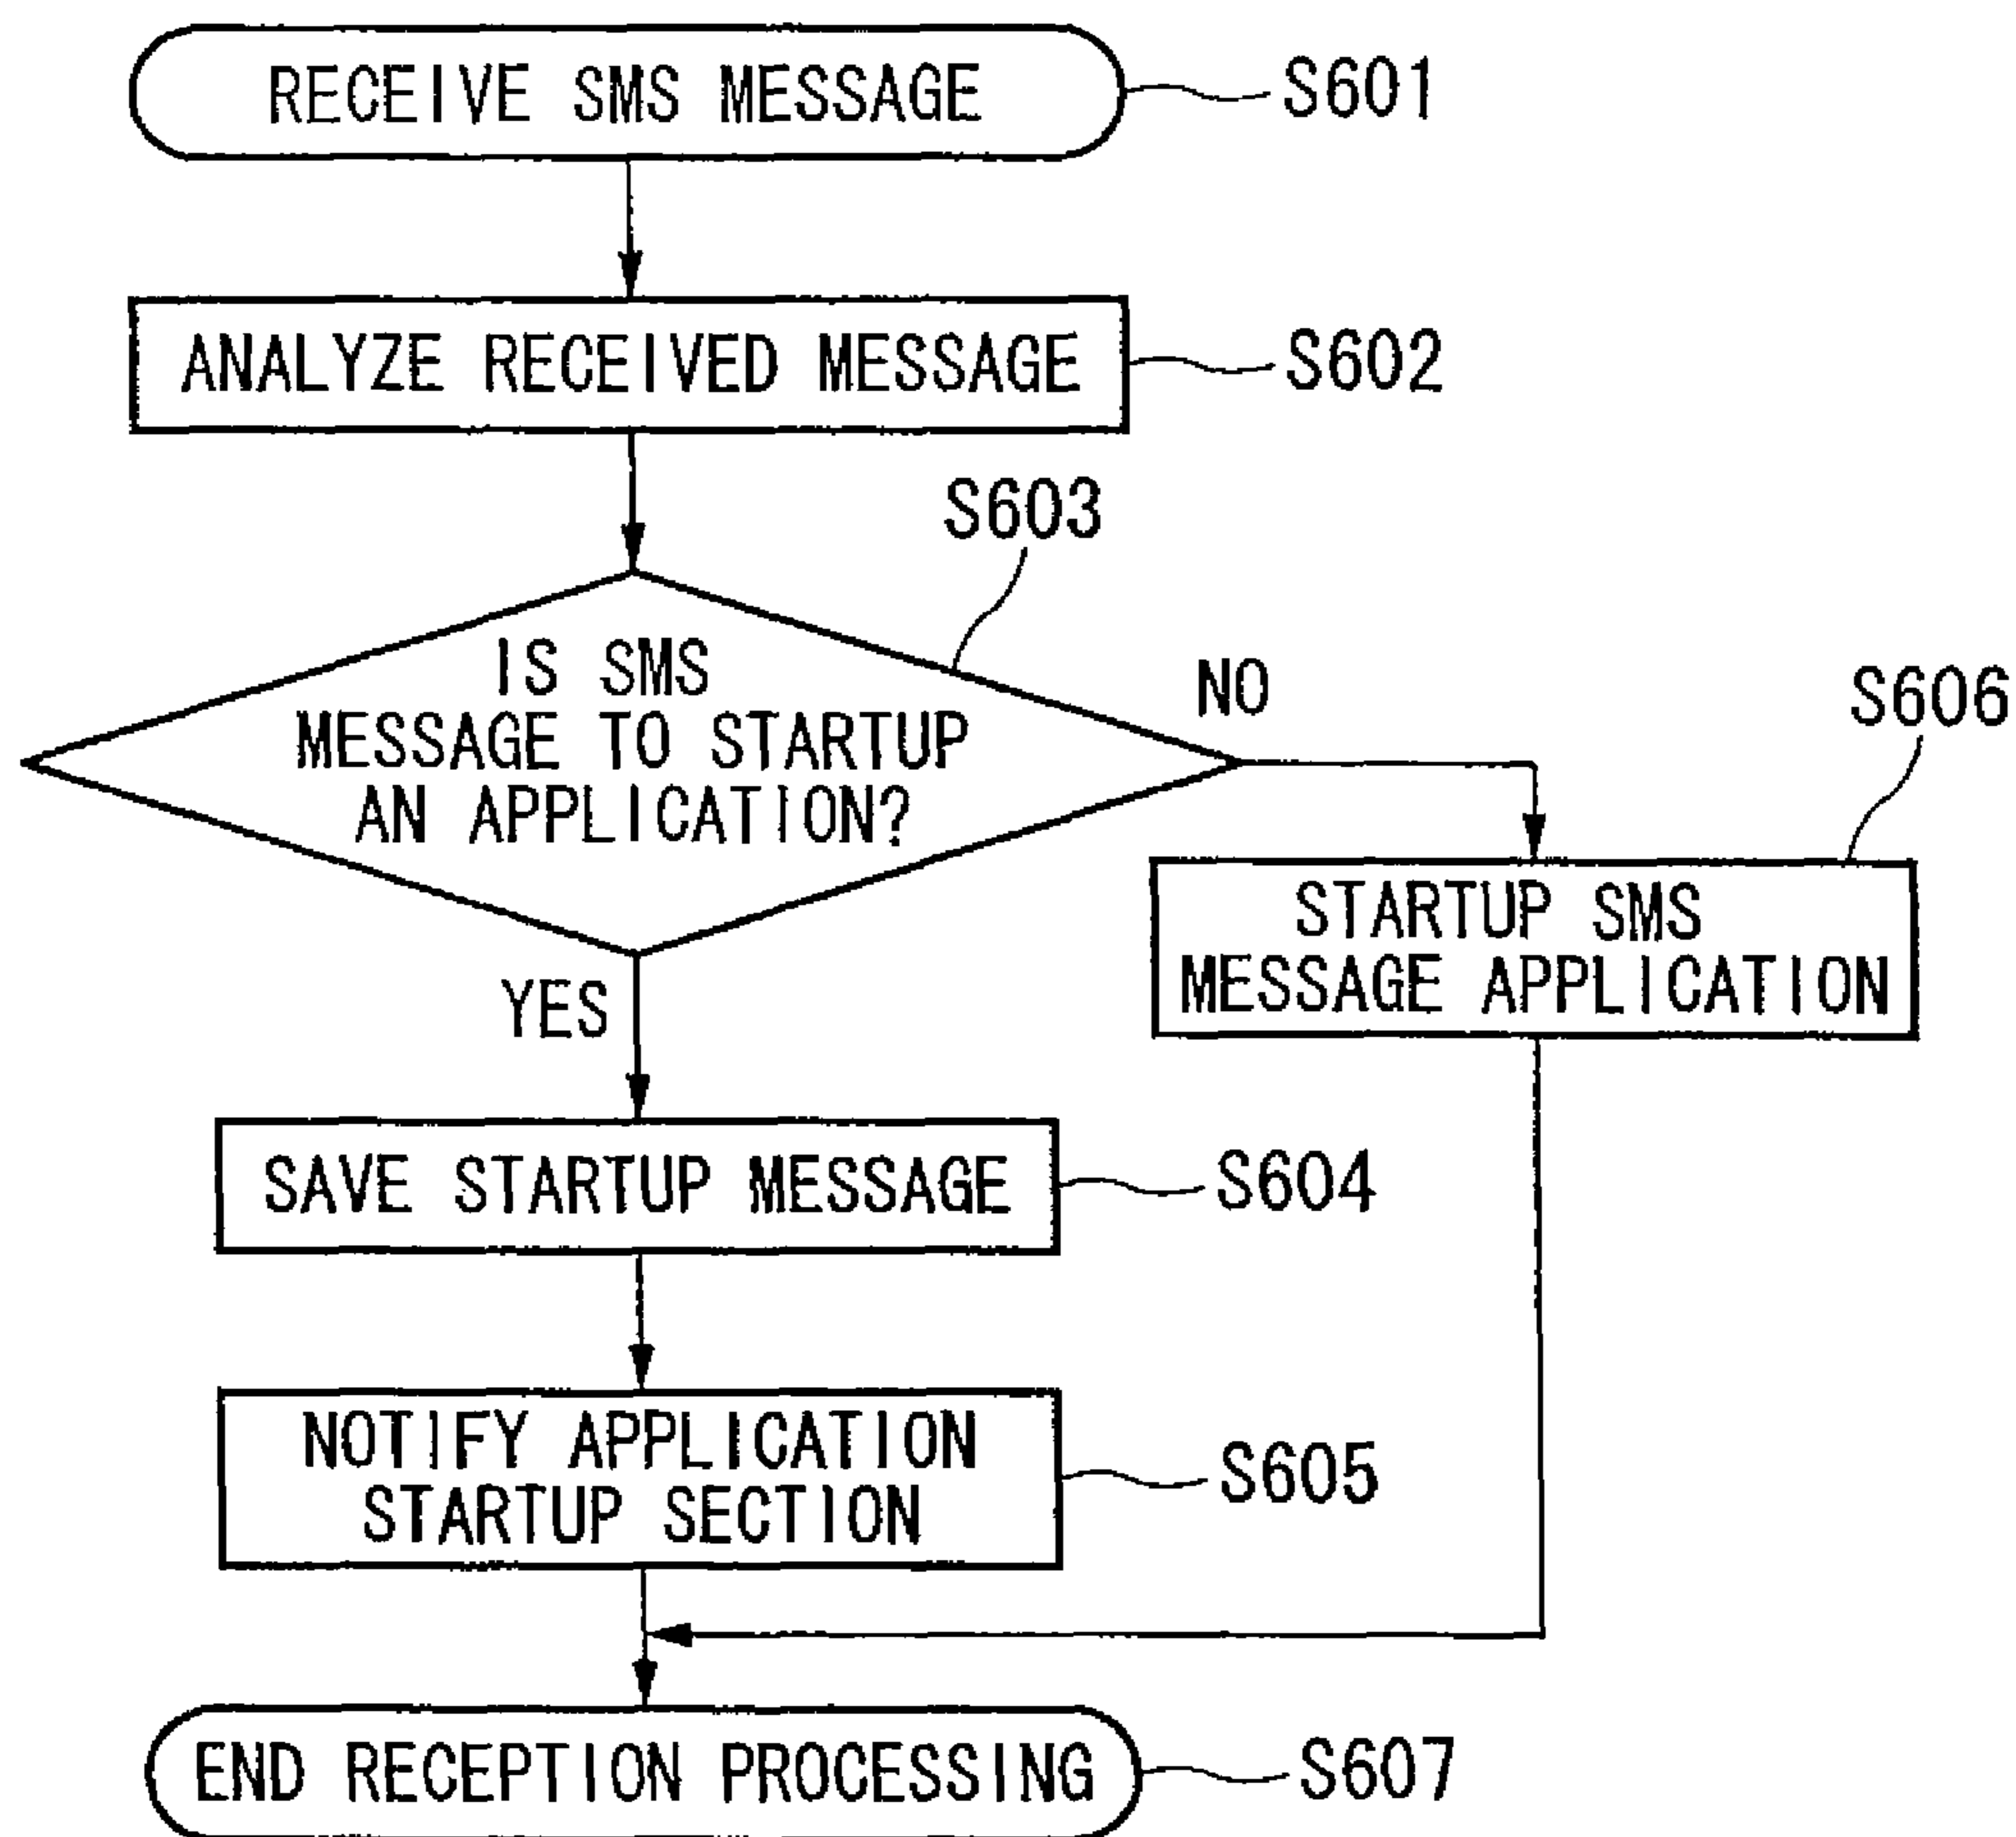 RECEIVE SMS MESSAGE
S601
ANALYZE RECEIVED MESSAGE
S602
S603
IS SMS
MESSAGE TO STARTUP
AN APPLICATION?
NO
S606
STARTUP SMS
MESSAGE APPLICATION
YES
SAVE STARTUP MESSAGE
S604
NOTIFY APPLICATION
STARTUP SECTION
S605
END RECEPTION PROCESSING
S607